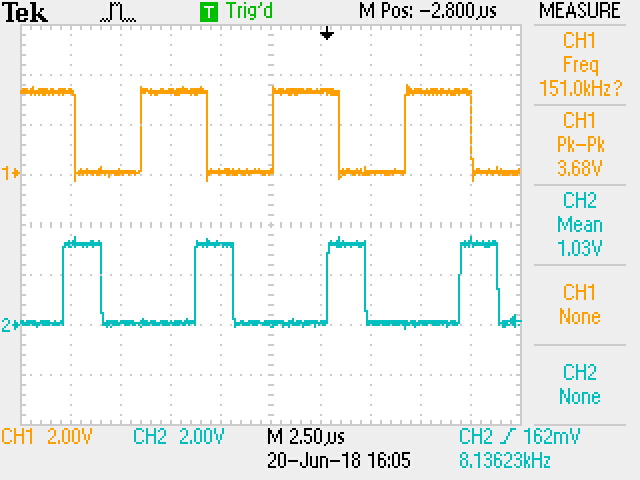 Tek T Trig'd M Pos: -2.800µs MEASURE
CH1
Freq
151.0kHz?
CH1
Pk-Pk
3.68V
CH2
Mean
1.03V
CH1
None
CH2
None
1
2
CH1 2.00V CH2 2.00V M 2.50µs CH2 162mV
20-Jun-18 16:05 8.13623kHz